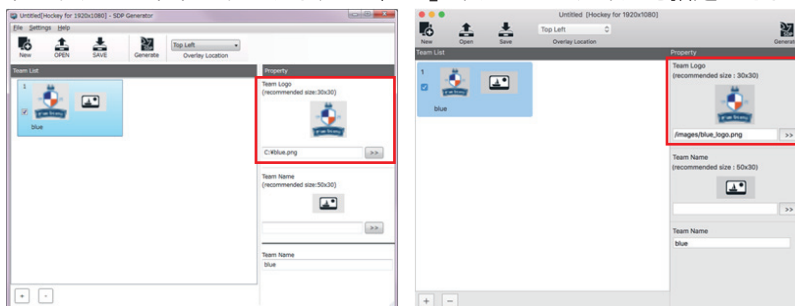 Untitled[Hockey for 1920x1080] - SDP Generator
File Settings Help
New
OPEN
SAVE
Generate
Top Left
Overlay Location
Team List
Property
1
blue
Team Logo
(recommended size:30x30)
C:¥blue.png
>>
Team Name
(recommended size:50x30)
>>
Team Name
blue
+
-
Untitled [Hockey for 1920x1080]
New
Open
Save
Top Left
Overlay Location
Team List
Property
1
blue
Team Logo
(recommended size : 30x30)
/images/blue_logo.png
>>
Team Name
(recommended size : 50x30)
>>
Team Name
blue
+
−